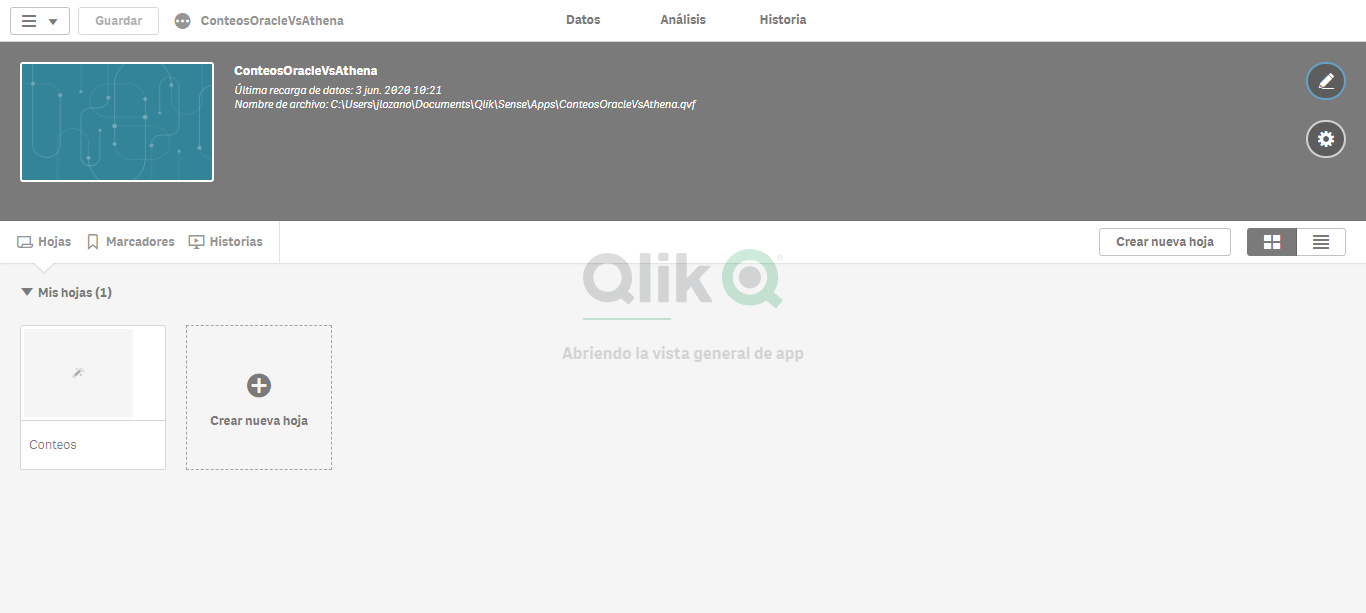 Guardar
ConteosOracleVsAthena
Datos
Análisis
Historia
ConteosOracleVsAthena
Última recarga de datos: 3 jun. 2020 10:21
Nombre de archivo: C:\Users\jlozano\Documents\Qlik\Sense\Apps\ConteosOracleVsAthena.qvf
Hojas
Marcadores
Historias
Crear nueva hoja
Qlik
Abriendo la vista general de app
Mis hojas (1)
Conteos
Crear nueva hoja